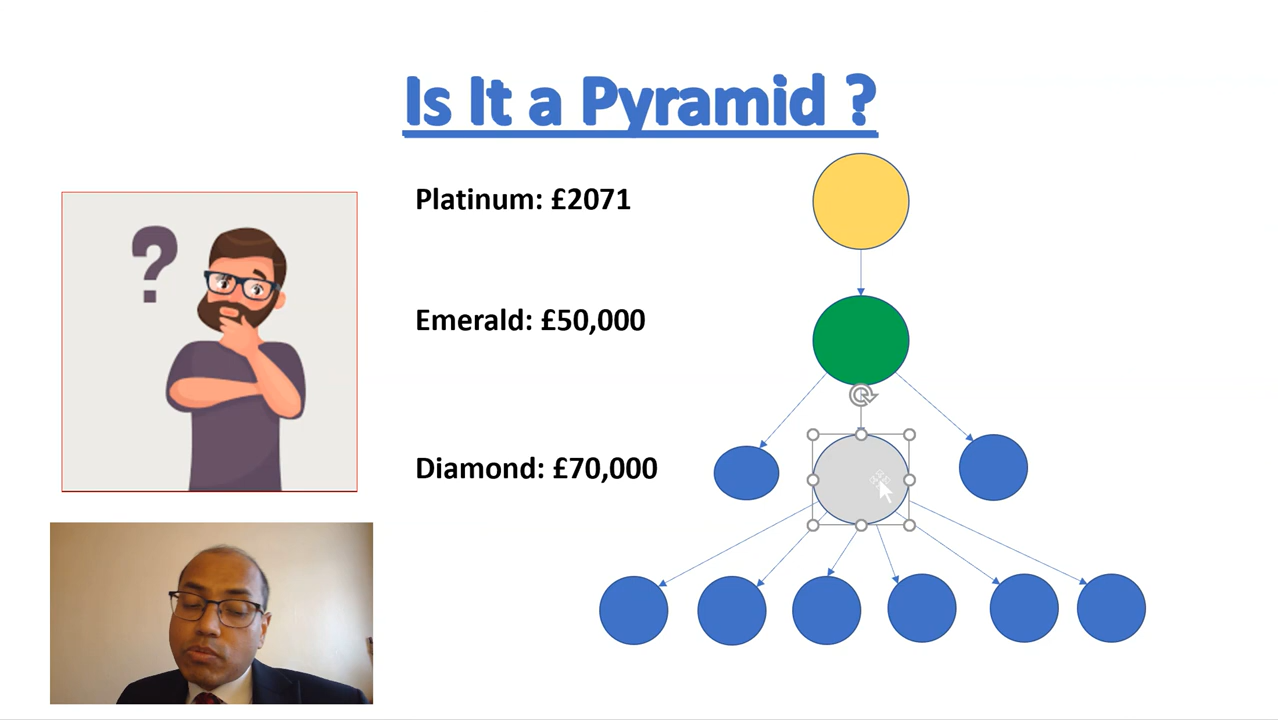 Is It a Pyramid ?
Platinum: £2071
?
Emerald: £50,000
Diamond: £70,000